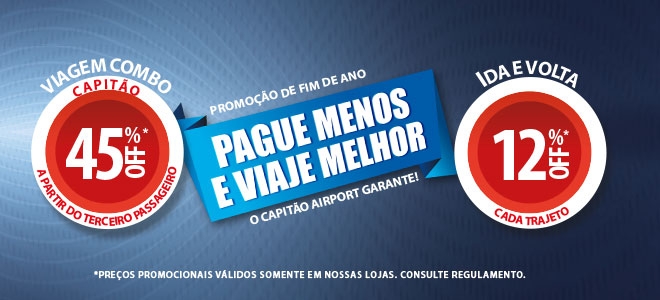 VIAGEM COMBO
CAPITÃO
45%*
OFF
A PARTIR DO TERCEIRO PASSAGEIRO
PROMOÇÃO DE FIM DE ANO
PAGUE MENOS
E VIAJE MELHOR
O CAPITÃO AIRPORT GARANTE!
IDA E VOLTA
12%*
OFF
CADA TRAJETO
*PREÇOS PROMOCIONAIS VÁLIDOS SOMENTE EM NOSSAS LOJAS. CONSULTE REGULAMENTO.